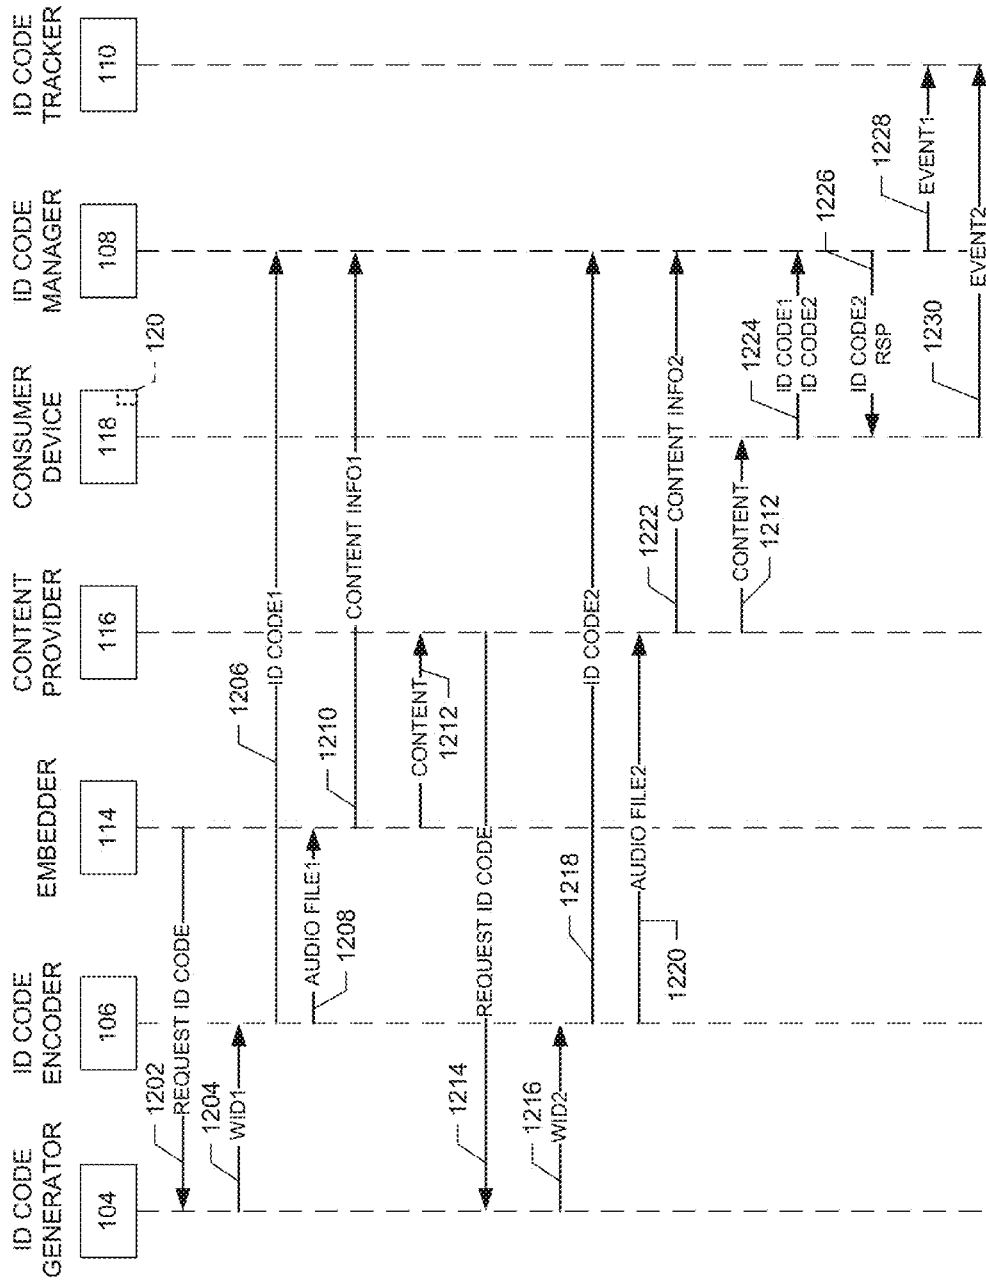 ID CODE
GENERATOR
104
ID CODE
ENCODER
106
EMBEDDER
114
CONTENT
PROVIDER
116
CONSUMER
DEVICE
118
120
ID CODE
MANAGER
108
ID CODE
TRACKER
110
1202
REQUEST ID CODE
1204
WID1
1206
ID CODE1
AUDIO FILE1
1208
1210
CONTENT INFO1
CONTENT
1212
1214
REQUEST ID CODE
1216
WID2
1218
ID CODE2
AUDIO FILE2
1220
1222
CONTENT INFO2
CONTENT
1212
1224
ID CODE1
ID CODE2
1226
ID CODE2
RSP
1228
EVENT1
1230
EVENT2